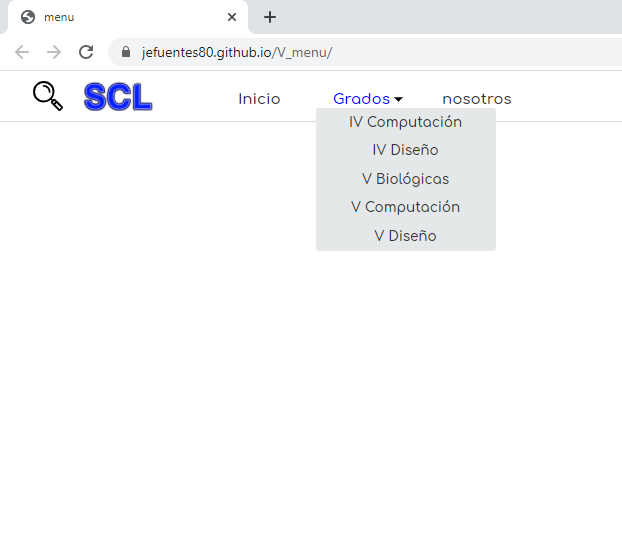 menu
jefuentes80.github.io/V_menu/
SCL Inicio Grados nosotros
IV Computación
IV Diseño
V Biológicas
V Computación
V Diseño